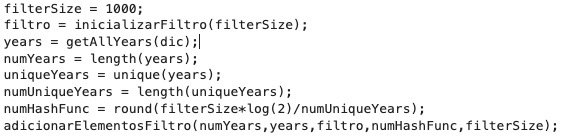 filterSize = 1000;
filtro = inicializarFiltro(filterSize);
years = getAllYears(dic);
numYears = length(years);
uniqueYears = unique(years);
numUniqueYears = length(uniqueYears);
numHashFunc = round(filterSize*log(2)/numUniqueYears);
adicionarElementosFiltro(numYears,years,filtro,numHashFunc,filterSize);